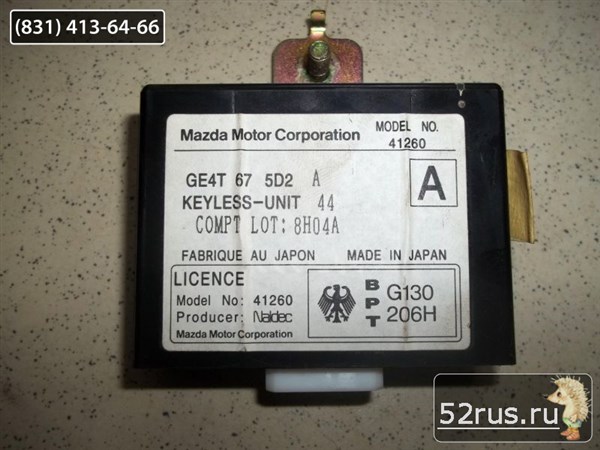 (831) 413-64-66
Mazda Motor Corporation
MODEL NO.
41260
GE4T 67 5D2 A
KEYLESS-UNIT 44
COMPT LOT: 8H04A
A
FABRIQUE AU JAPON MADE IN JAPAN
LICENCE
Model No: 41260
Producer: Naldec
Mazda Motor Corporation
BPT
G130
206H
52rus.ru